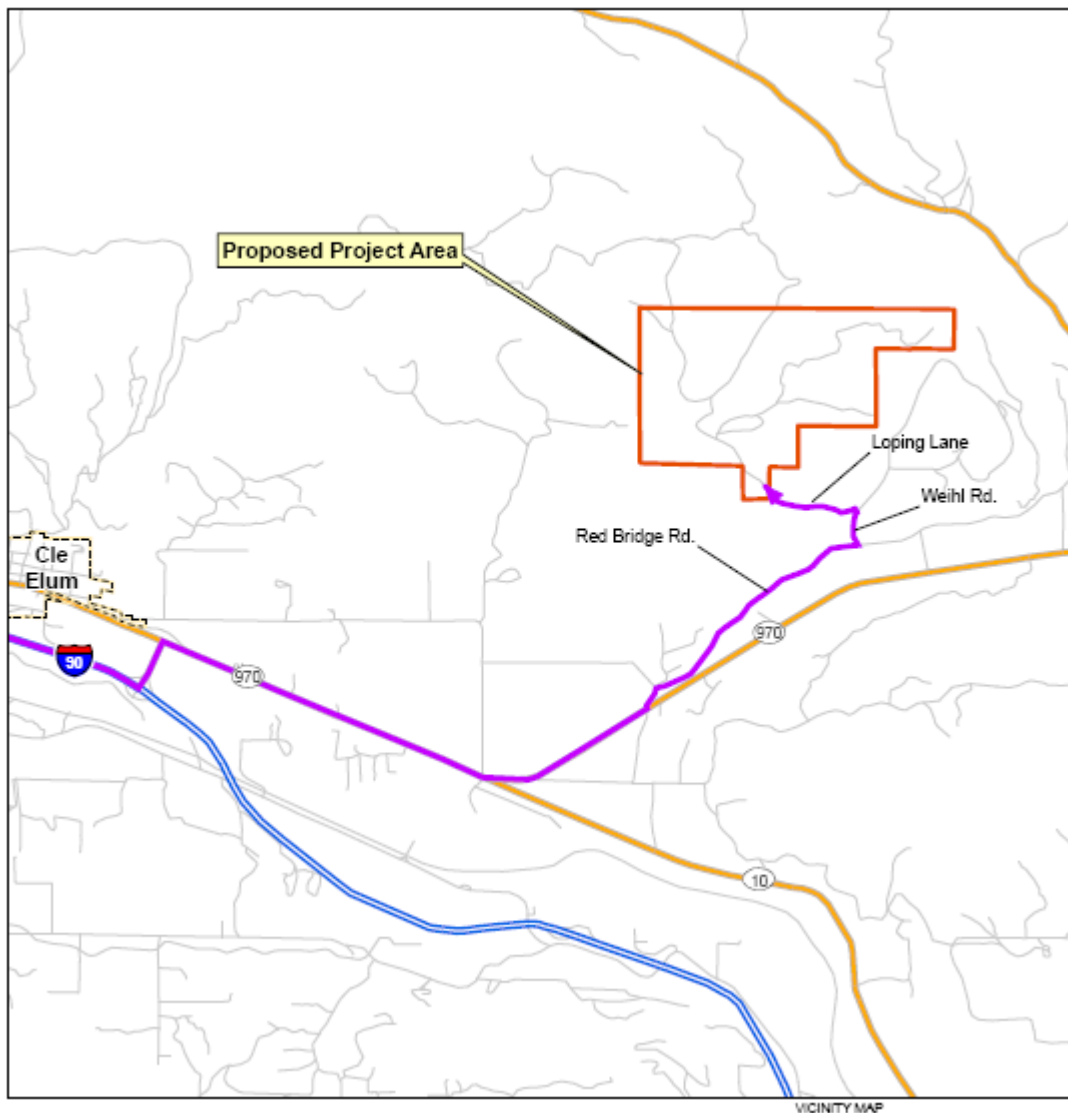 Proposed Project Area
Loping Lane
Weihl Rd.
Red Bridge Rd.
Cle
Elum
970
90
970
10
VICINITY MAP